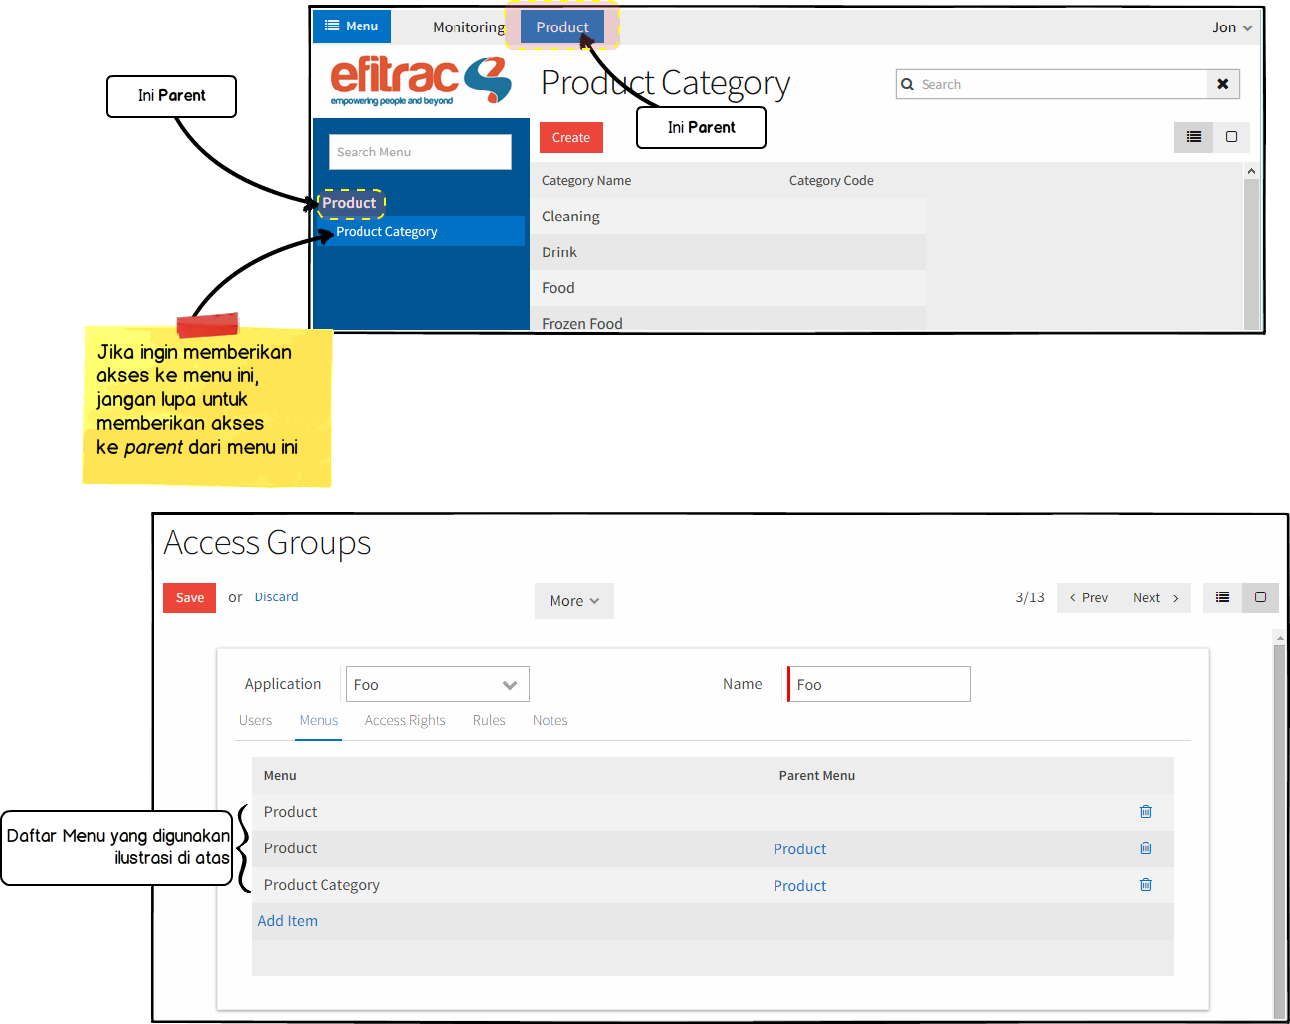 Menu
Monitoring
Product
Jon
efitrac
empowering people and beyond
Product Category
Search
Ini Parent
Ini Parent
Create
Search Menu
Category Name
Category Code
Product
Cleaning
Product Category
Drink
Food
Frozen Food
Jika ingin memberikan
akses ke menu ini,
jangan lupa untuk
memberikan akses
ke parent dari menu ini
Access Groups
Save or Discard
More
3/13
Prev
Next
Application
Foo
Name
Foo
Users
Menus
Access Rights
Rules
Notes
Menu
Parent Menu
Product
Daftar Menu yang digunakan
ilustrasi di atas
Product
Product
Product Category
Product
Add Item